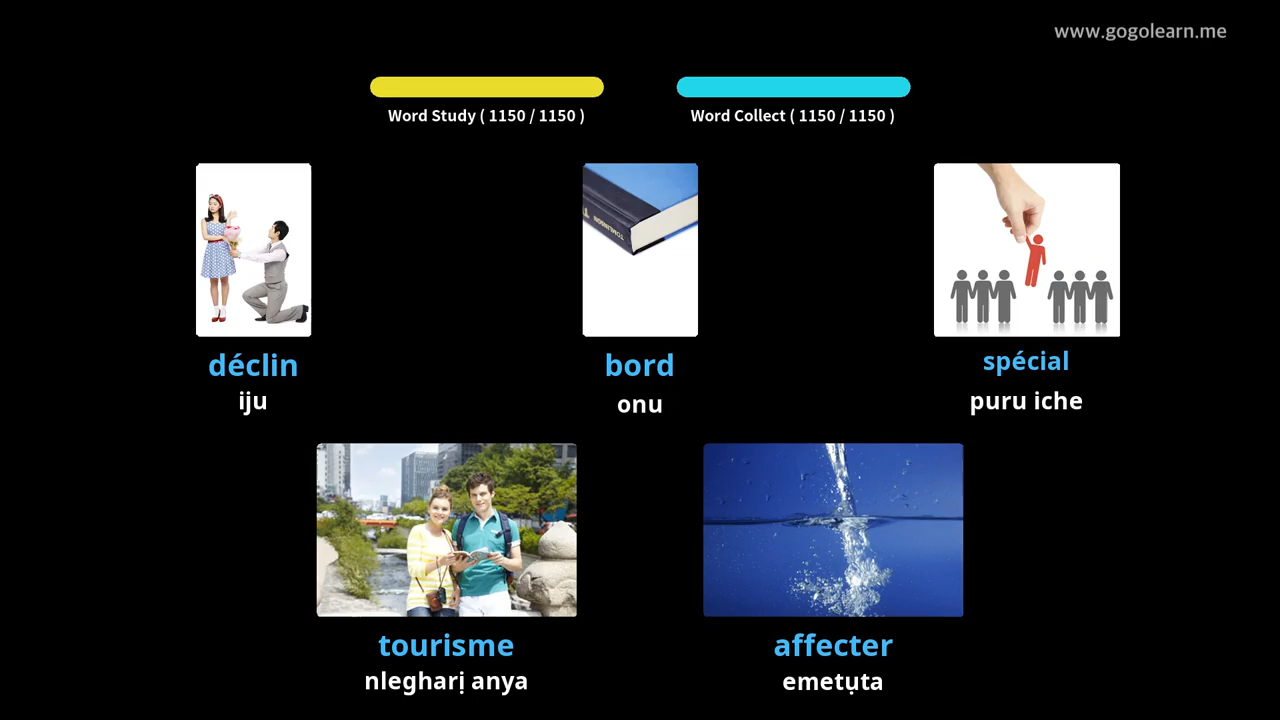 www.gogolearn.me
Word Study ( 1150 / 1150 )
Word Collect ( 1150 / 1150 )
déclin
iju
bord
onu
spécial
puru iche
tourisme
nlegharị anya
affecter
emetụta